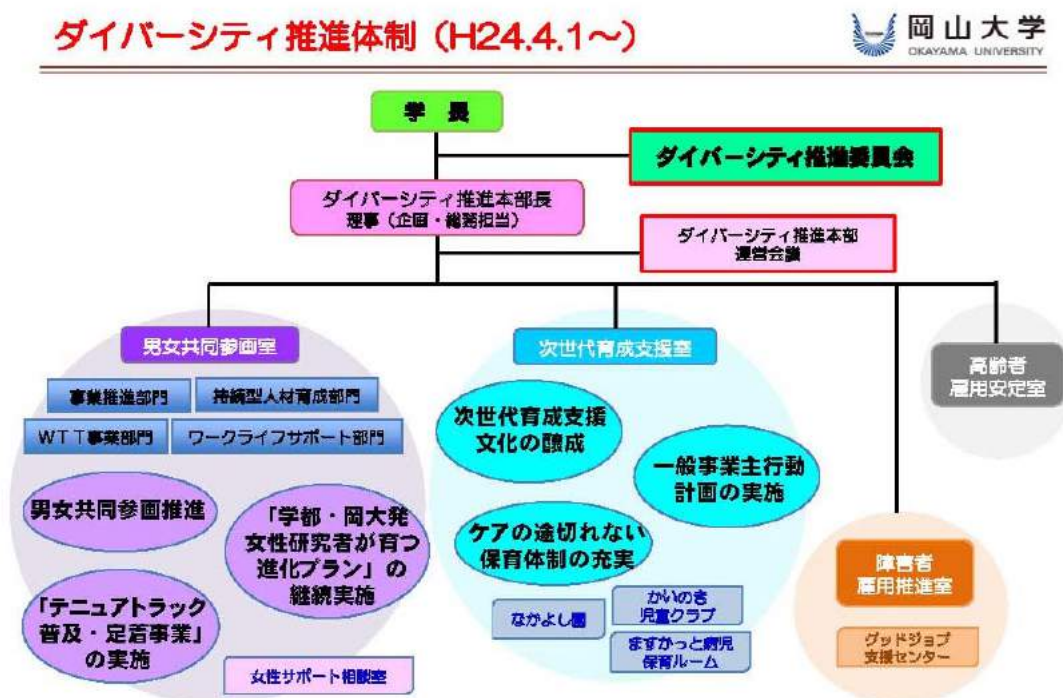 ダイバーシティ推進体制(H24.4.1～)
岡山大学
OKAYAMA UNIVERSITY
学 長
ダイバーシティ推進委員会
ダイバーシティ推進本部長
理事(企画・総務担当)
ダイバーシティ推進本部
運営会議
男女共同参画室
事業推進部門
持続型人材育成部門
WTT事業部門
ワークライフサポート部門
男女共同参画推進
「学都・岡大発
女性研究者が育つ
進化プラン」の
継続実施
「テニュアトラック
普及・定着事業」
の実施
女性サポート相談室
次世代育成支援室
次世代育成支援
文化の醸成
一般事業主行動
計画の実施
ケアの途切れない
保育体制の充実
なかよし園
かいのき
児童クラブ
ますかっと病児
保育ルーム
高齢者
雇用安定室
障害者
雇用推進室
グッドジョブ
支援センター